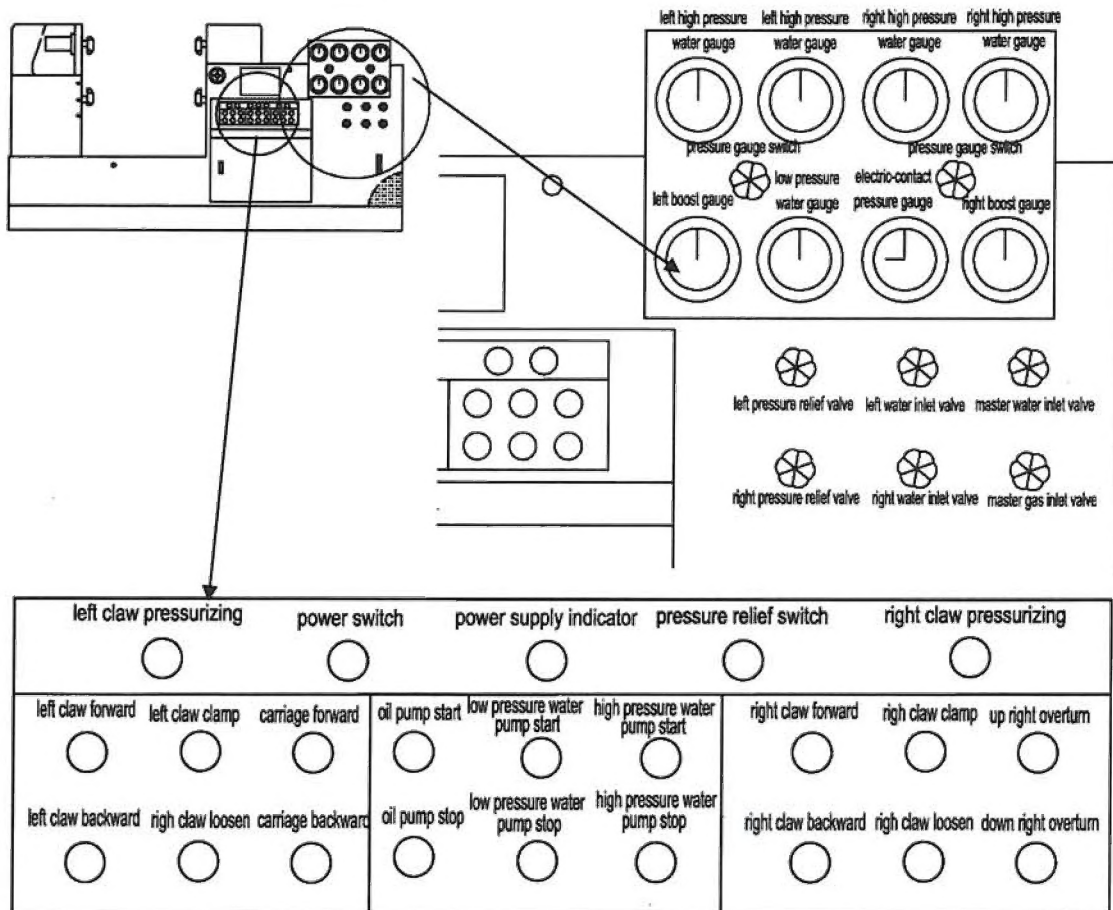 left high pressure left high pressure right high pressure right high pressure
water gauge water gauge water gauge water gauge
pressure gauge switch pressure gauge switch
low pressure electric-contact
left boost gauge water gauge pressure gauge right boost gauge
left pressure relief valve left water inlet valve master water inlet valve
right pressure relief valve right water inlet valve master gas inlet valve
left claw pressurizing power switch power supply indicator pressure relief switch right claw pressurizing
left claw forward left claw clamp carriage forward oil pump start low pressure water high pressure water right claw forward righ claw clamp up right overturn
pump start pump start
left claw backward righ claw loosen carriage backward oil pump stop low pressure water high pressure water right claw backward righ claw loosen down right overturn
pump stop pump stop